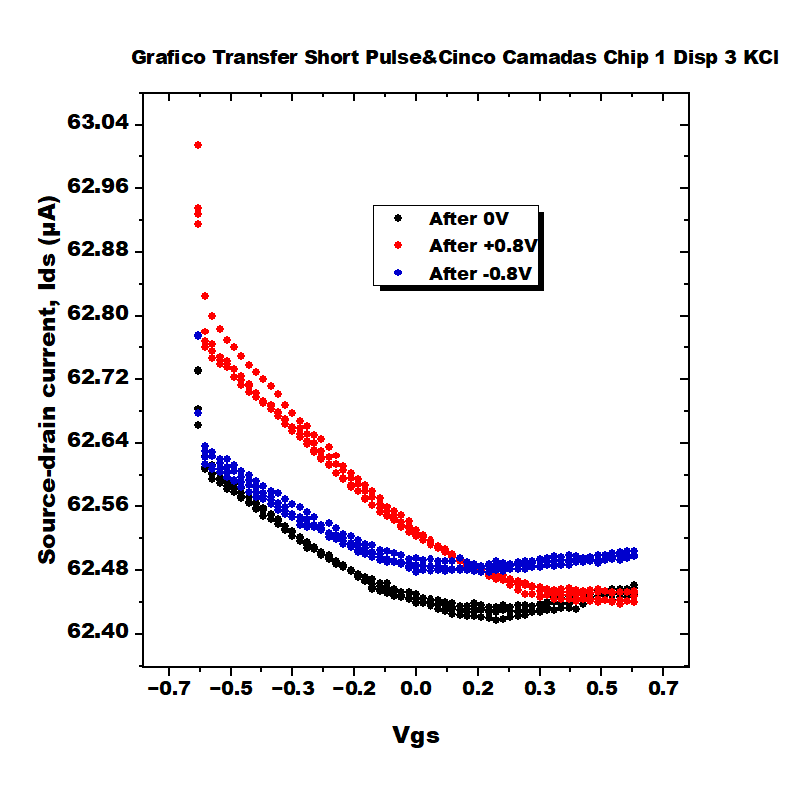 Grafico Transfer Short Pulse&Cinco Camadas Chip 1 Disp 3 KCl
63.04
62.96
62.88
62.80
62.72
62.64
62.56
62.48
62.40
Source-drain current, Ids (µA)
After 0V
After +0.8V
After -0.8V
−0.7 −0.5 −0.3 −0.2 0.0 0.2 0.3 0.5 0.7
Vgs